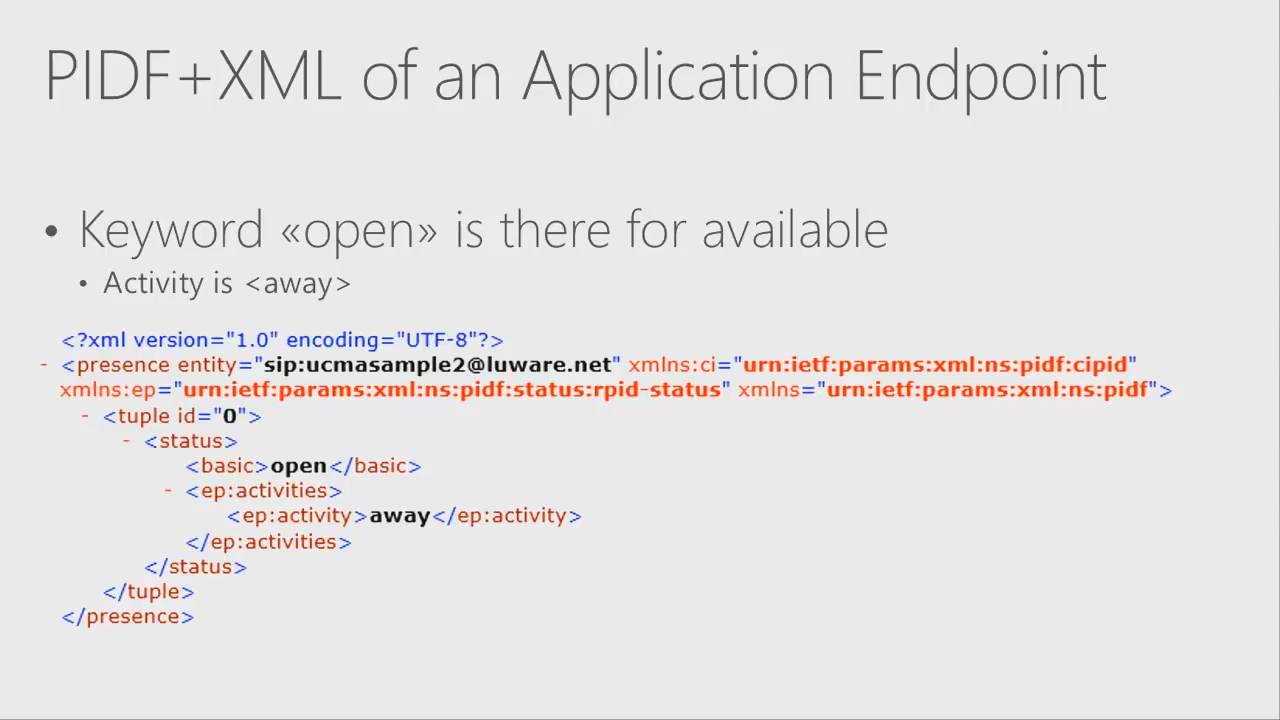 PIDF+XML of an Application Endpoint
• Keyword «open» is there for available
• Activity is <away>
<?xml version="1.0" encoding="UTF-8"?>
- <presence entity="sip:ucmasample2@luware.net" xmlns:ci="urn:ietf:params:xml:ns:pidf:cipid"
xmlns:ep="urn:ietf:params:xml:ns:pidf:status:rpid-status" xmlns="urn:ietf:params:xml:ns:pidf">
- <tuple id="0">
- <status>
<basic>open</basic>
- <ep:activities>
<ep:activity>away</ep:activity>
</ep:activities>
</status>
</tuple>
</presence>